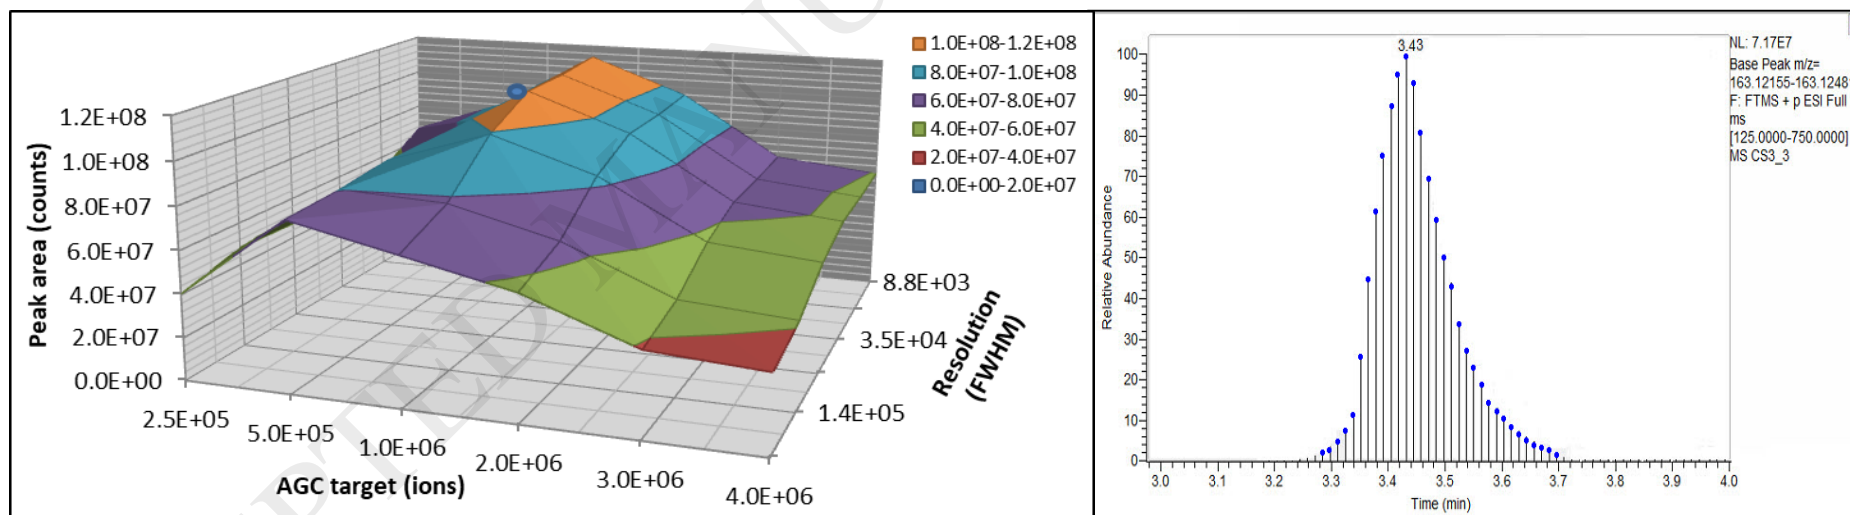 1.0E+08-1.2E+08
8.0E+07-1.0E+08
6.0E+07-8.0E+07
4.0E+07-6.0E+07
2.0E+07-4.0E+07
0.0E+00-2.0E+07
Peak area (counts)
1.2E+08
1.0E+08
8.0E+07
6.0E+07
4.0E+07
2.0E+07
0.0E+00
2.5E+05
5.0E+05
1.0E+06
2.0E+06
3.0E+06
4.0E+06
AGC target (ions)
8.8E+03
3.5E+04
1.4E+05
Resolution
(FWHM)
3.43
NL: 7.17E7
Base Peak m/z=
163.12155-163.1248
F: FTMS + p ESI Full
ms
[125.0000-750.0000]
MS CS3_3
Relative Abundance
100
90
80
70
60
50
40
30
20
10
0
3.0 3.1 3.2 3.3 3.4 3.5 3.6 3.7 3.8 3.9 4.0
Time (min)